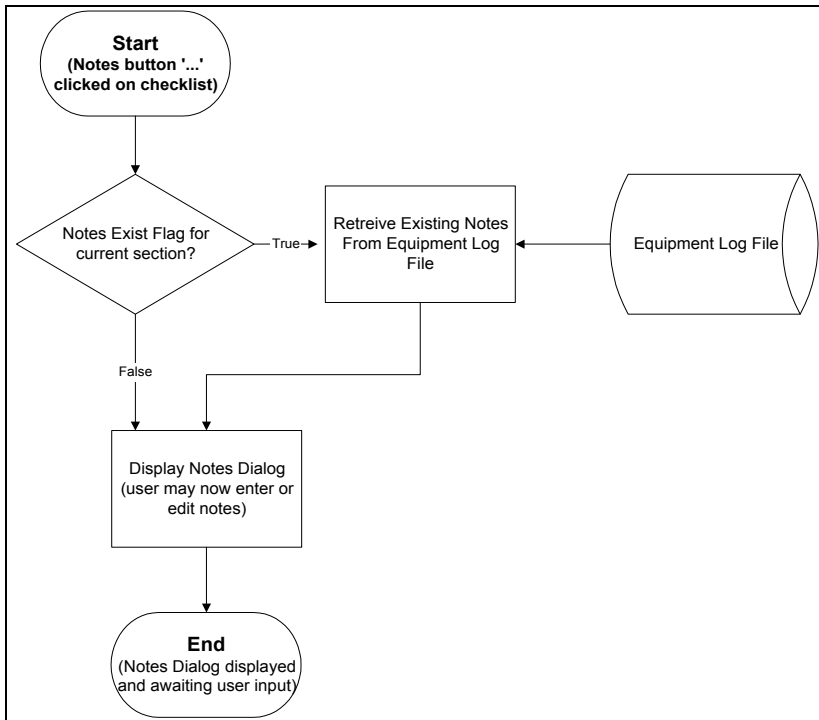 Start
(Notes button '...'
clicked on checklist)
Notes Exist Flag for
current section?
True
Retreive Existing Notes
From Equipment Log
File
Equipment Log File
False
Display Notes Dialog
(user may now enter or
edit notes)
End
(Notes Dialog displayed
and awaiting user input)